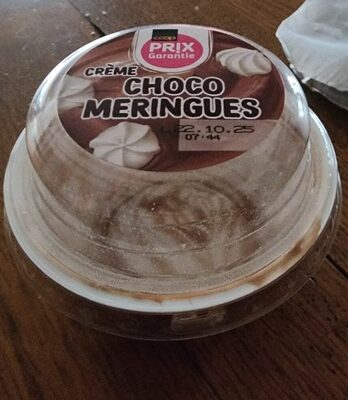 coop
PRIX
Garantie
CRÈME
CHOCO
MERINGUES
22.10.25
07:44